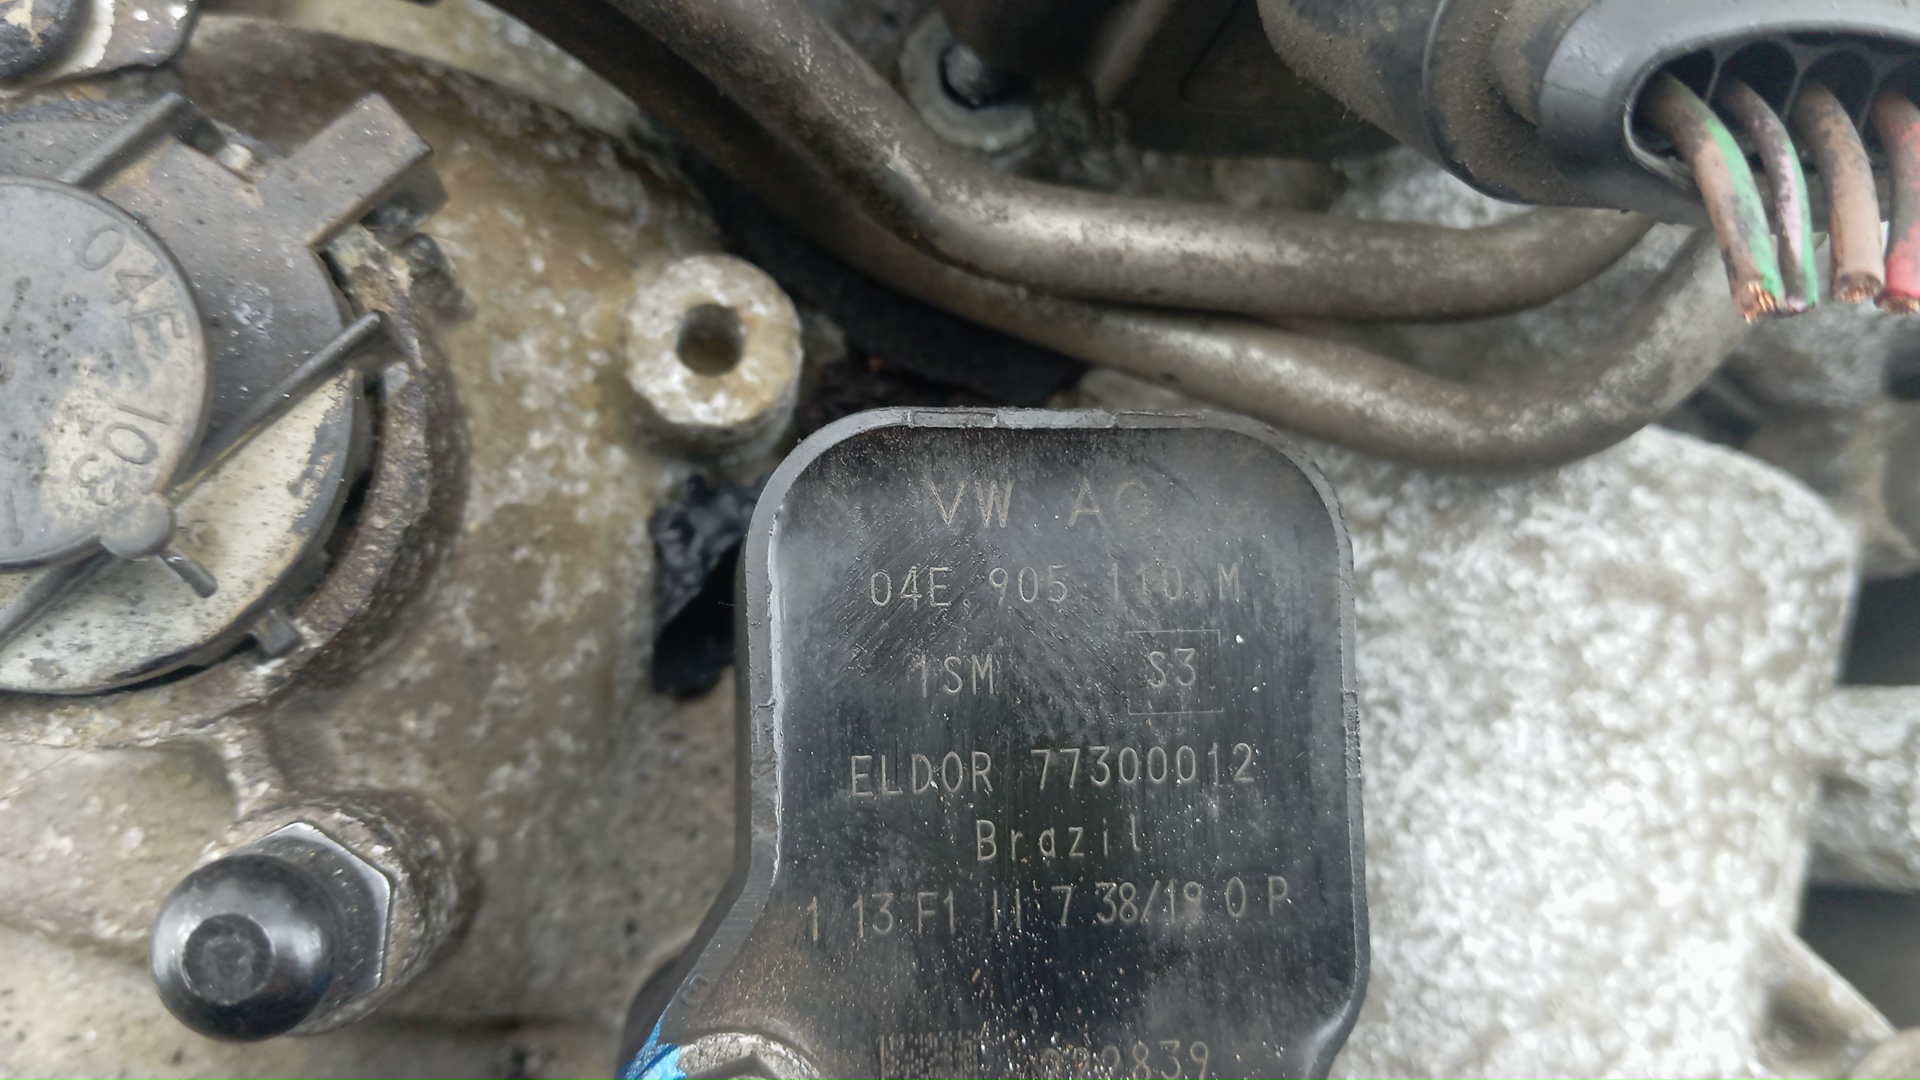 04E 103
VW AG
04E 905 110 M
1SM S3
ELDOR 77300012
Brazil
1 13 F1 11 7 38/19 0 P